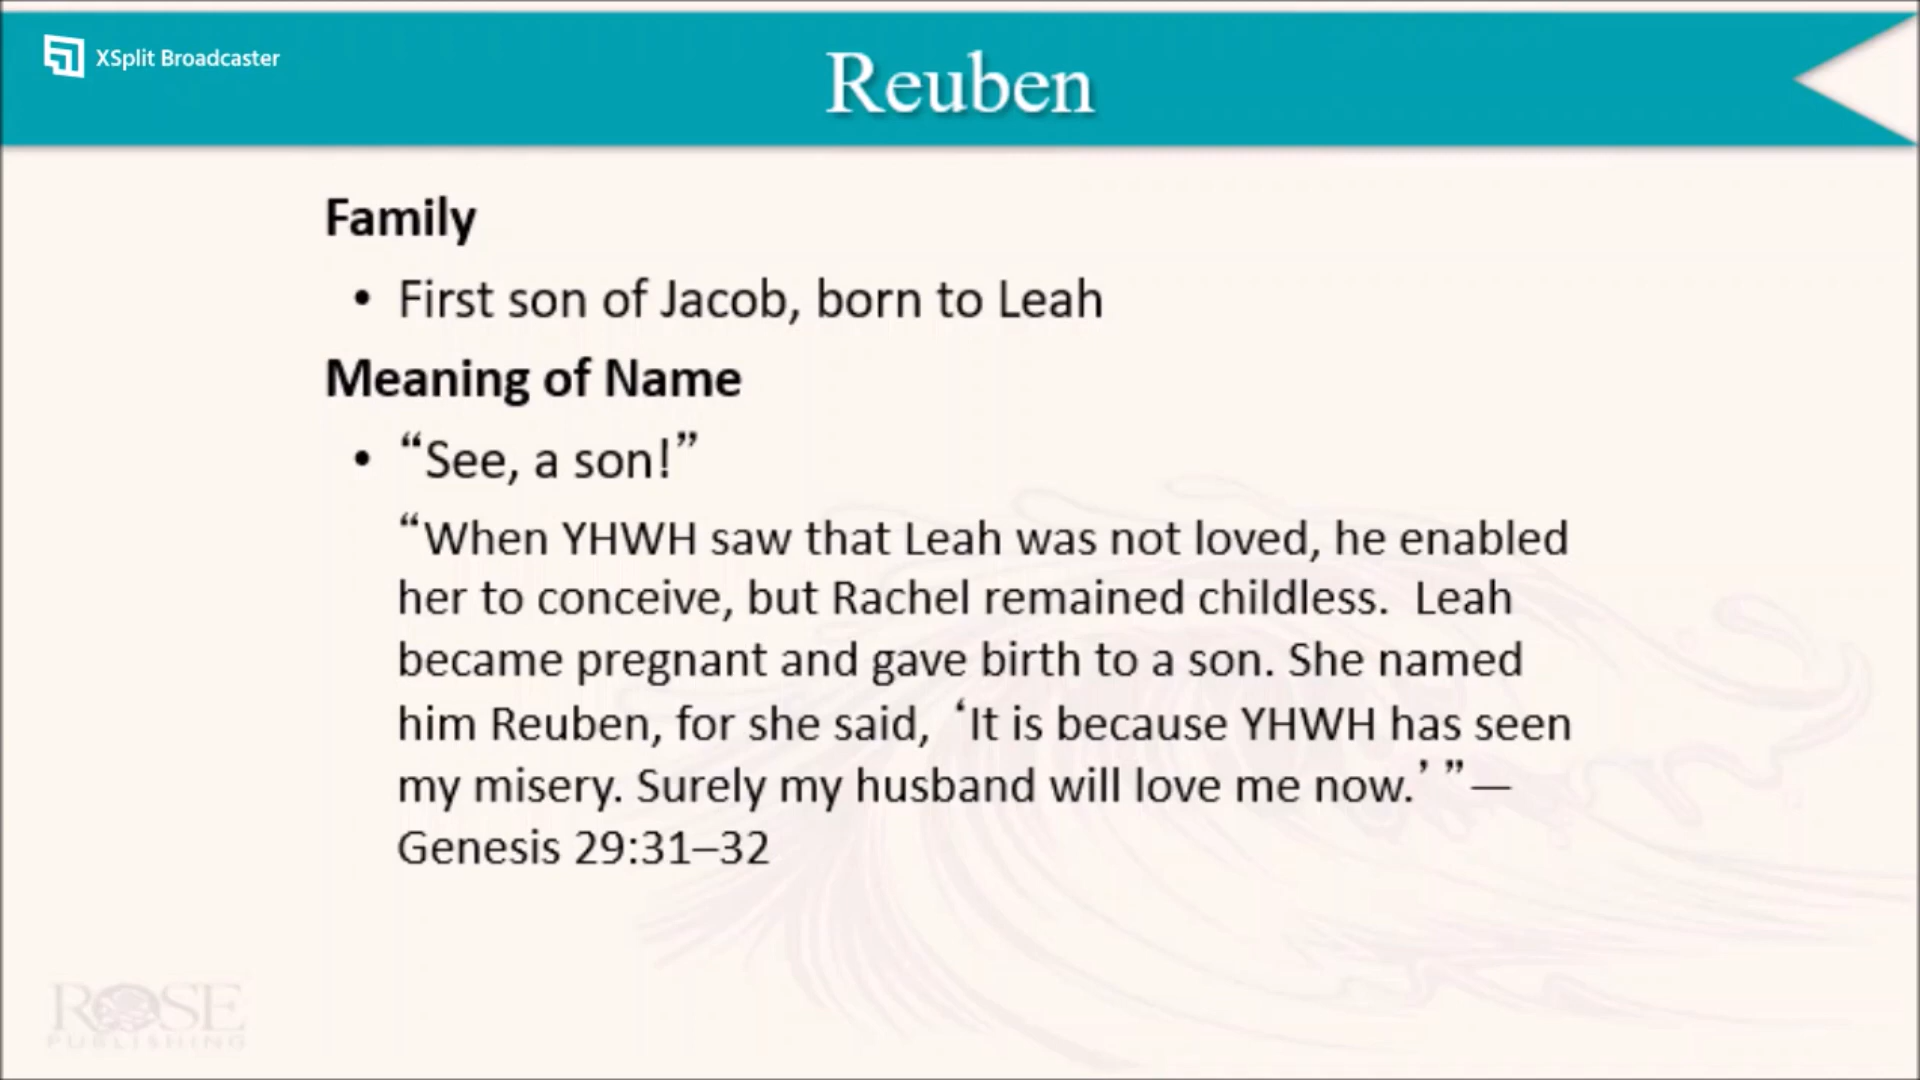 XSplit Broadcaster
Reuben
Family
• First son of Jacob, born to Leah
Meaning of Name
• “See, a son!”
“When YHWH saw that Leah was not loved, he enabled
her to conceive, but Rachel remained childless.  Leah
became pregnant and gave birth to a son. She named
him Reuben, for she said, ‘It is because YHWH has seen
my misery. Surely my husband will love me now.’ ”—
Genesis 29:31–32
ROSE
PUBLISHING